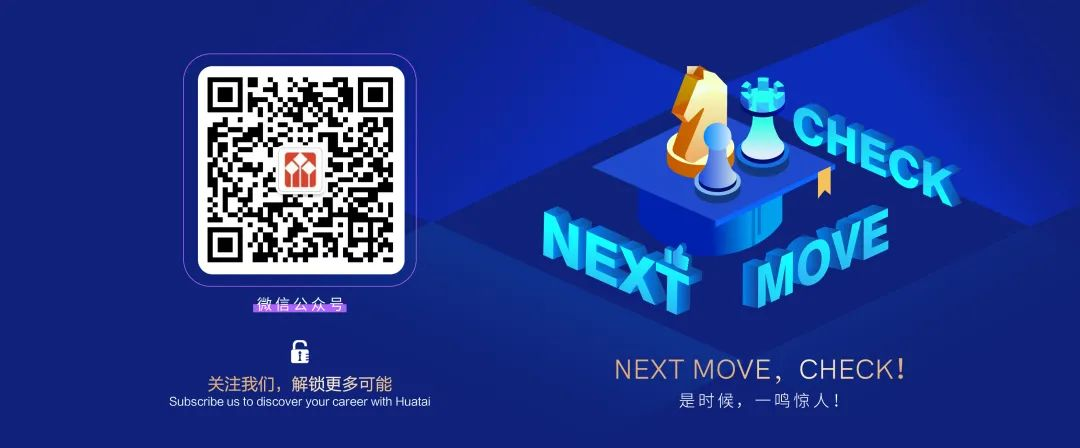 微信公众号
关注我们，解锁更多可能
Subscribe us to discover your career with Huatai
CHECK
NEXT
MOVE
NEXT MOVE，CHECK！
是时候，一鸣惊人！